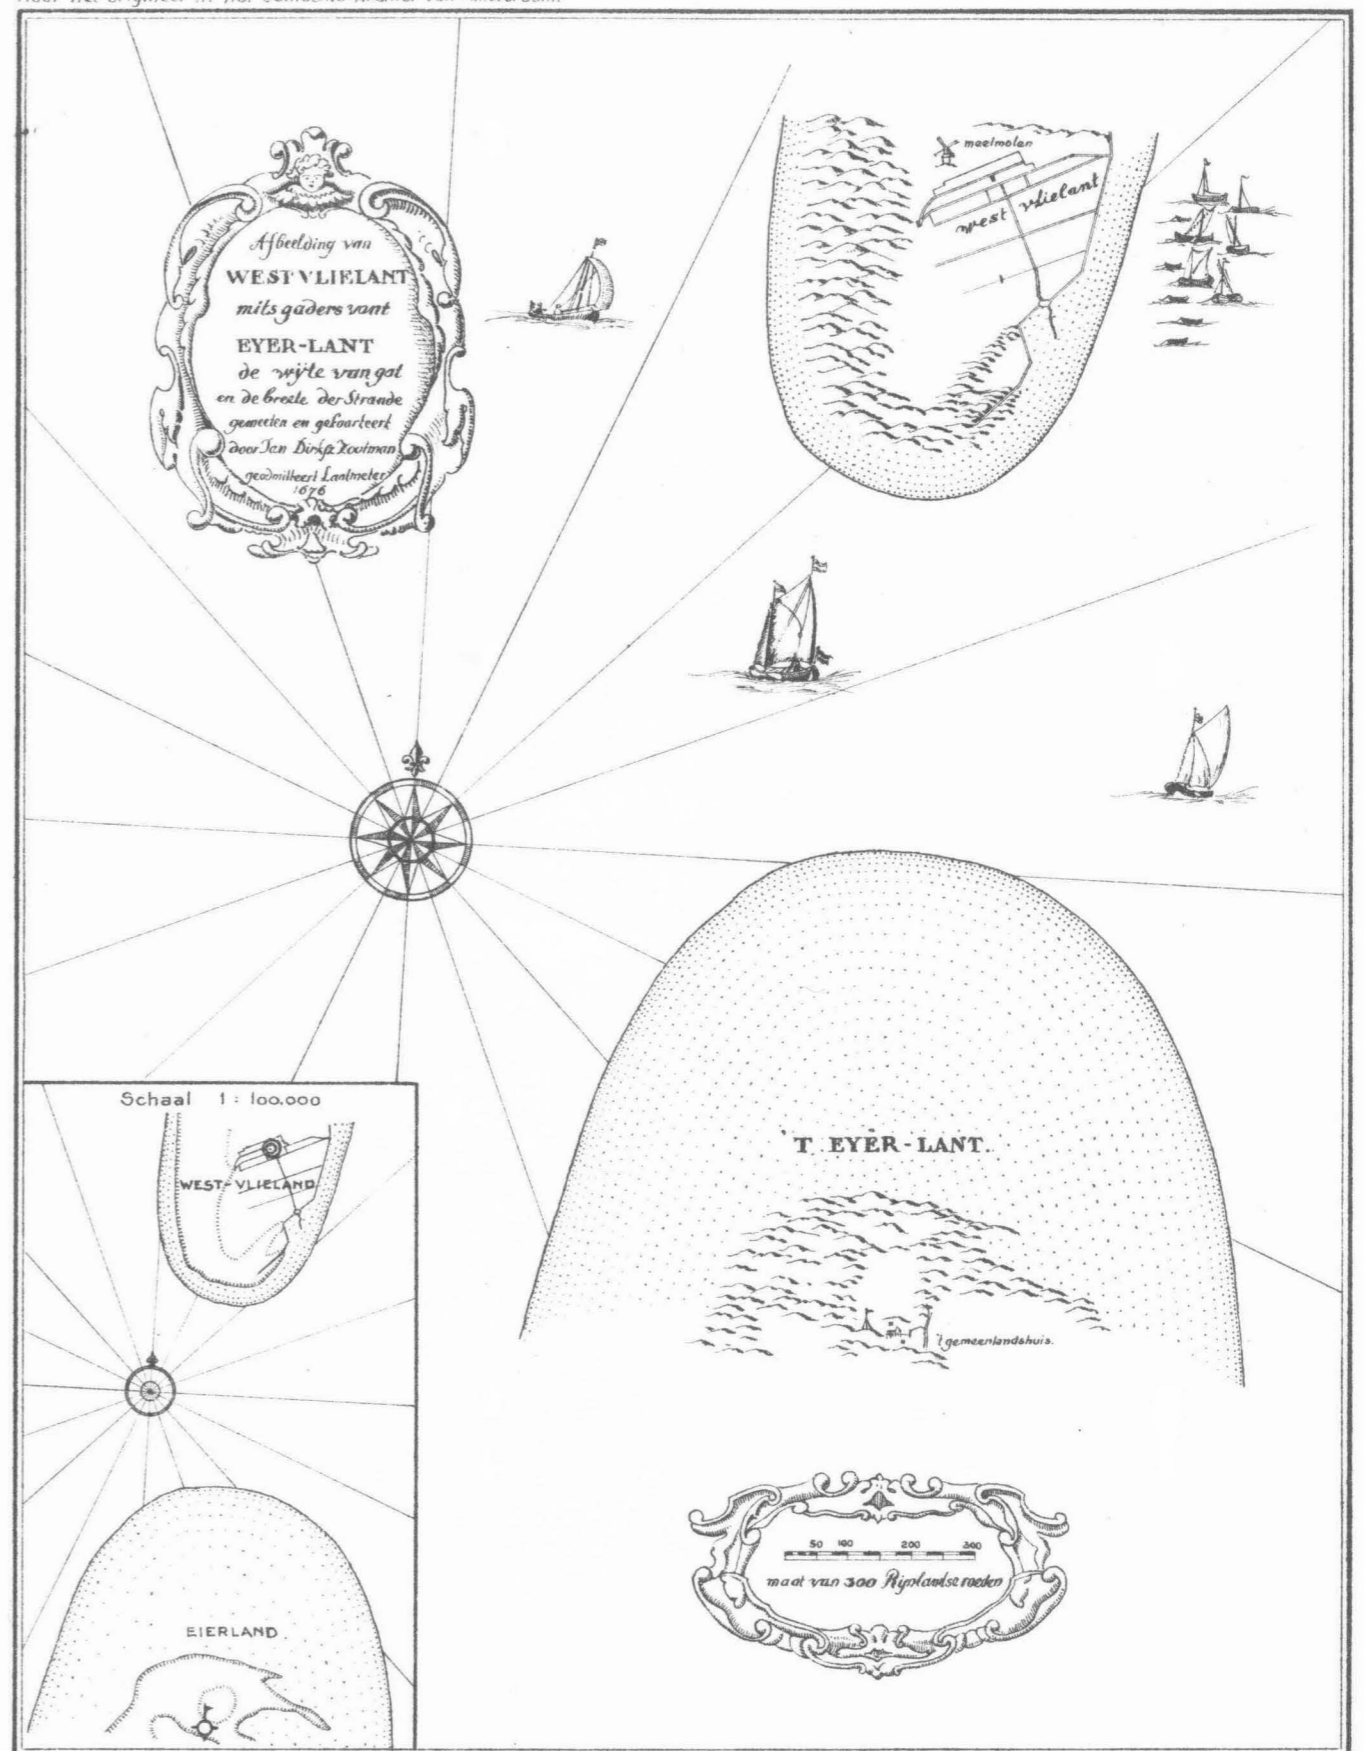 Afbeelding van
WEST VLIELANT
mits gaders vant
EYER-LANT
de wijte van gat
en de breete der Strande
gemeeten en gekaarteert
door Jan Dirksz Zoutman
geadmitteert Lantmeter
1676
meelmolen
west vlielant
'T EYER-LANT.
't gemeenlandshuis.
Schaal 1 : 100.000
WEST-VLIELAND
EIERLAND
50 100 200 300
maat van 300 Rijnlantse roeden